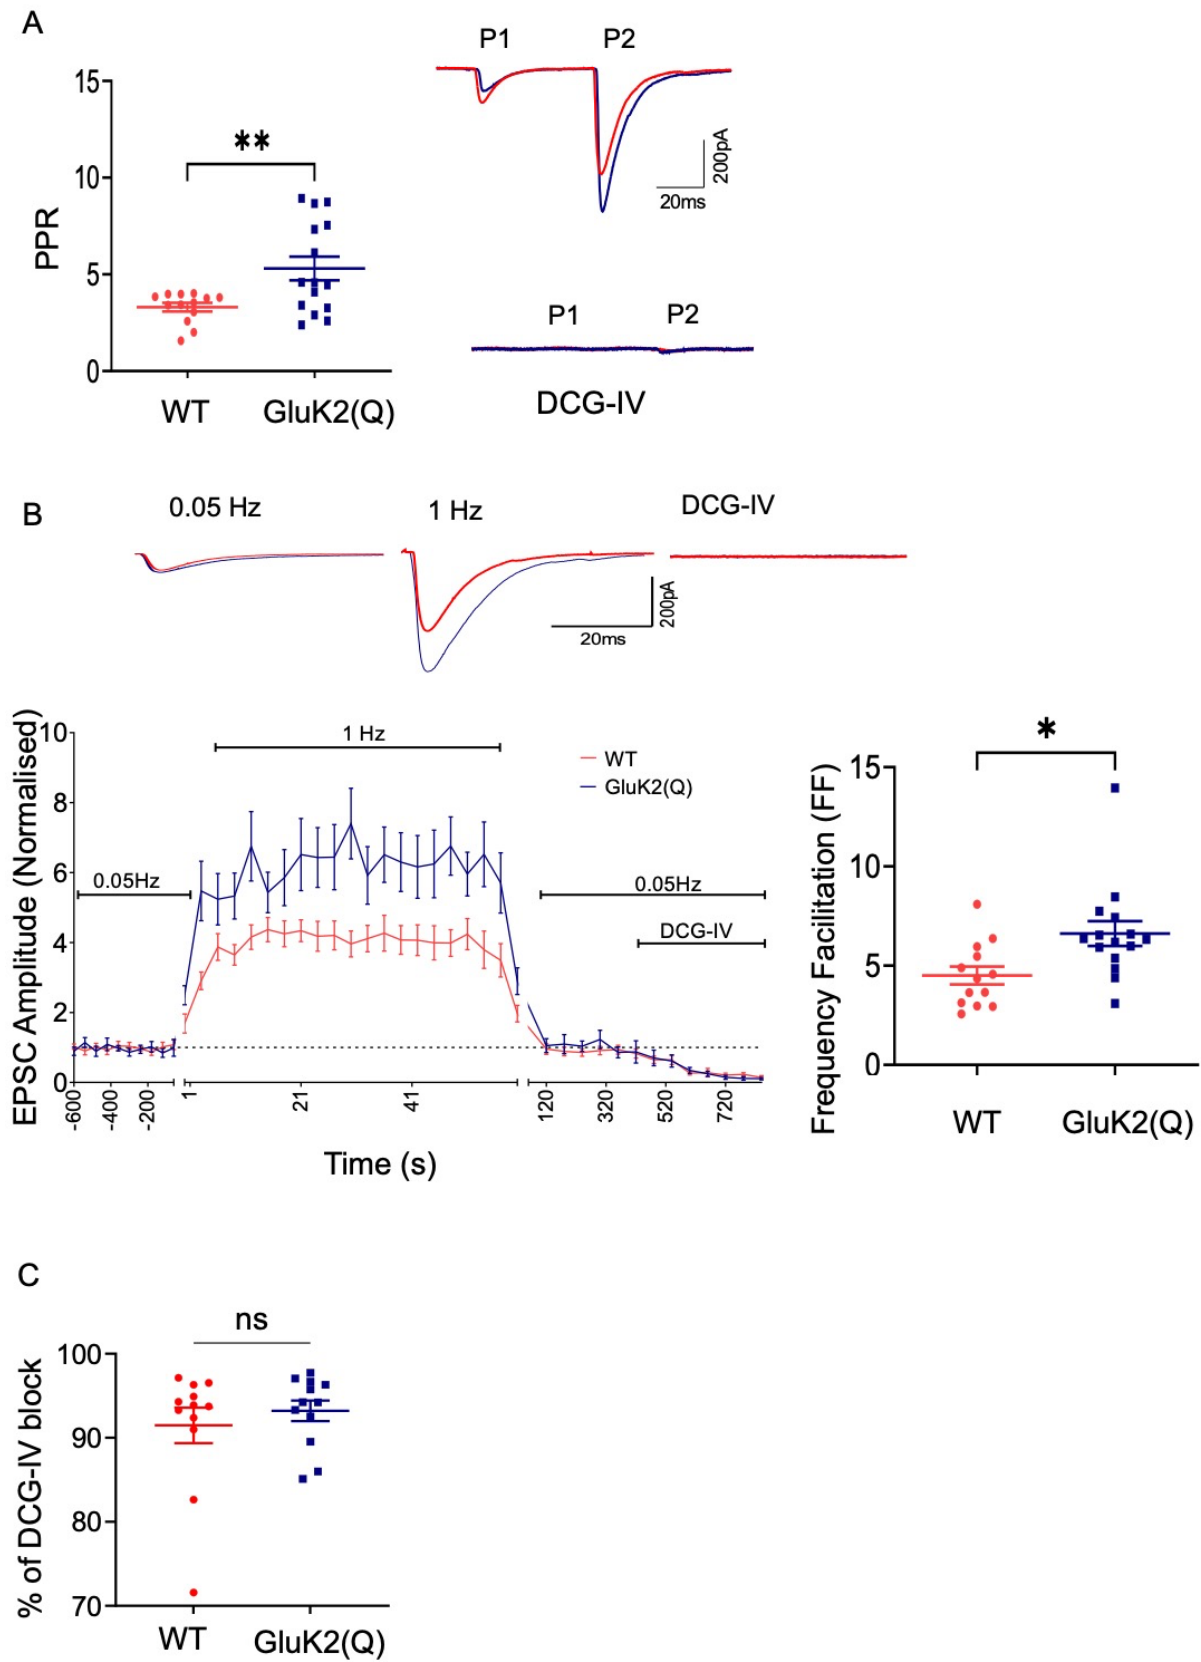 A
P1 P2
15
10
5
0
PPR
**
WT GluK2(Q)
200pA
20ms
P1 P2
DCG-IV
B
0.05 Hz 1 Hz DCG-IV
200pA
20ms
EPSC Amplitude (Normalised)
10
8
6
4
2
0
1 Hz
WT
GluK2(Q)
0.05Hz
0.05Hz
DCG-IV
-600 -400 -200 1 21 41 120 320 520 720
Time (s)
Frequency Facilitation (FF)
*
15
10
5
0
WT GluK2(Q)
C
ns
% of DCG-IV block
100
90
80
70
WT GluK2(Q)